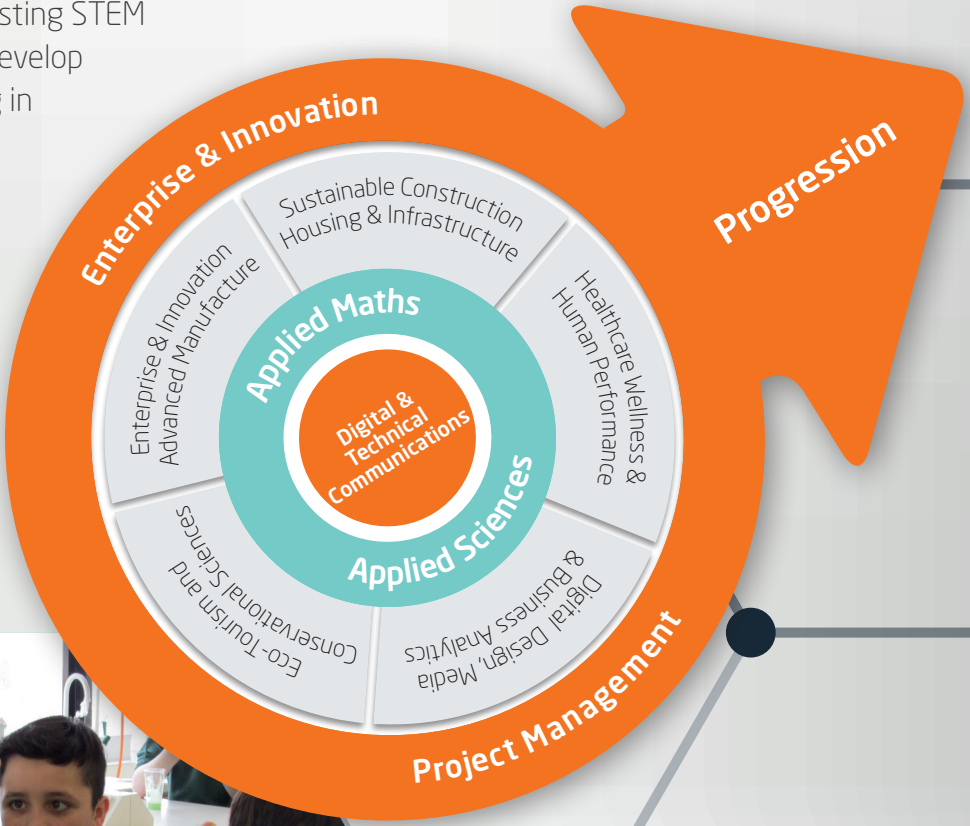 sting STEM
evelop
g in
Enterprise & Innovation
Progression
Sustainable Construction
Housing & Infrastructure
Healthcare Wellness &
Human Performance
Digital Design, Media
& Business Analytics
Eco-Tourism and
Conservational Sciences
Enterprise & Innovation
Advanced Manufacture
Applied Maths
Applied Sciences
Digital &
Technical
Communications
Project Management